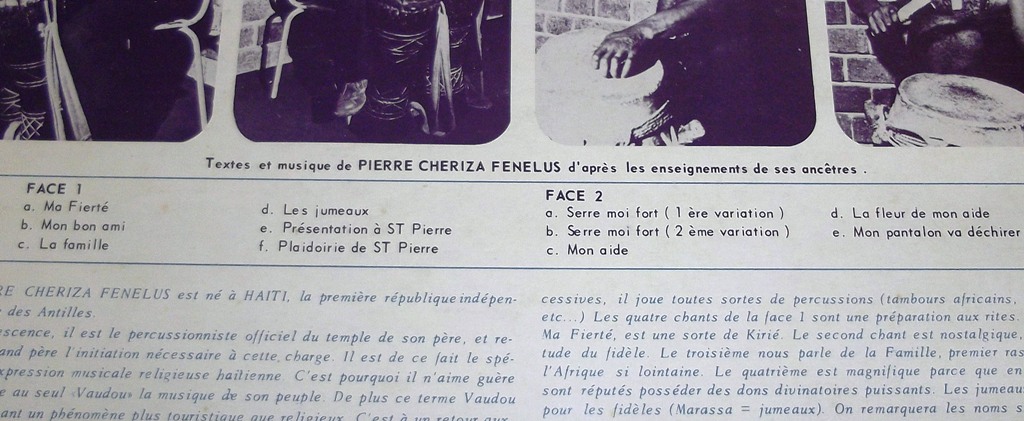 Textes et musique de PIERRE CHERIZA FENELUS d'après les enseignements de ses ancêtres .
FACE 1
a. Ma Fierté
b. Mon bon ami
c. La famille
d. Les jumeaux
e. Présentation à ST Pierre
f. Plaidoirie de ST Pierre
FACE 2
a. Serre moi fort ( 1 ère variation )
b. Serre moi fort ( 2 ème variation )
c. Mon aide
d. La fleur de mon aide
e. Mon pantalon va déchirer
RE CHERIZA FENELUS est né à HAITI, la première république indépen-
des Antilles.
escence, il est le percussionniste officiel du temple de son père, et re-
and père l'initiation nécessaire à cette charge. Il est de ce fait le spé-
xpression musicale religieuse haïtienne. C'est pourquoi il n'aime guère
e au seul «Vaudou» la musique de son peuple. De plus ce terme Vaudou
ant un phénomène plus touristique que religieux. C'est à un retour aux
cessives, il joue toutes sortes de percussions (tambours africains,
etc...) Les quatre chants de la face 1 sont une préparation aux rites.
Ma Fierté, est une sorte de Kirié. Le second chant est nostalgique,
tude du fidèle. Le troisième nous parle de la Famille, premier ras
l'Afrique si lointaine. Le quatrième est magnifique parce que en
sont réputés posséder des dons divinatoires puissants. Les jumeau
pour les fidèles (Marassa = jumeaux). On remarquera les noms s